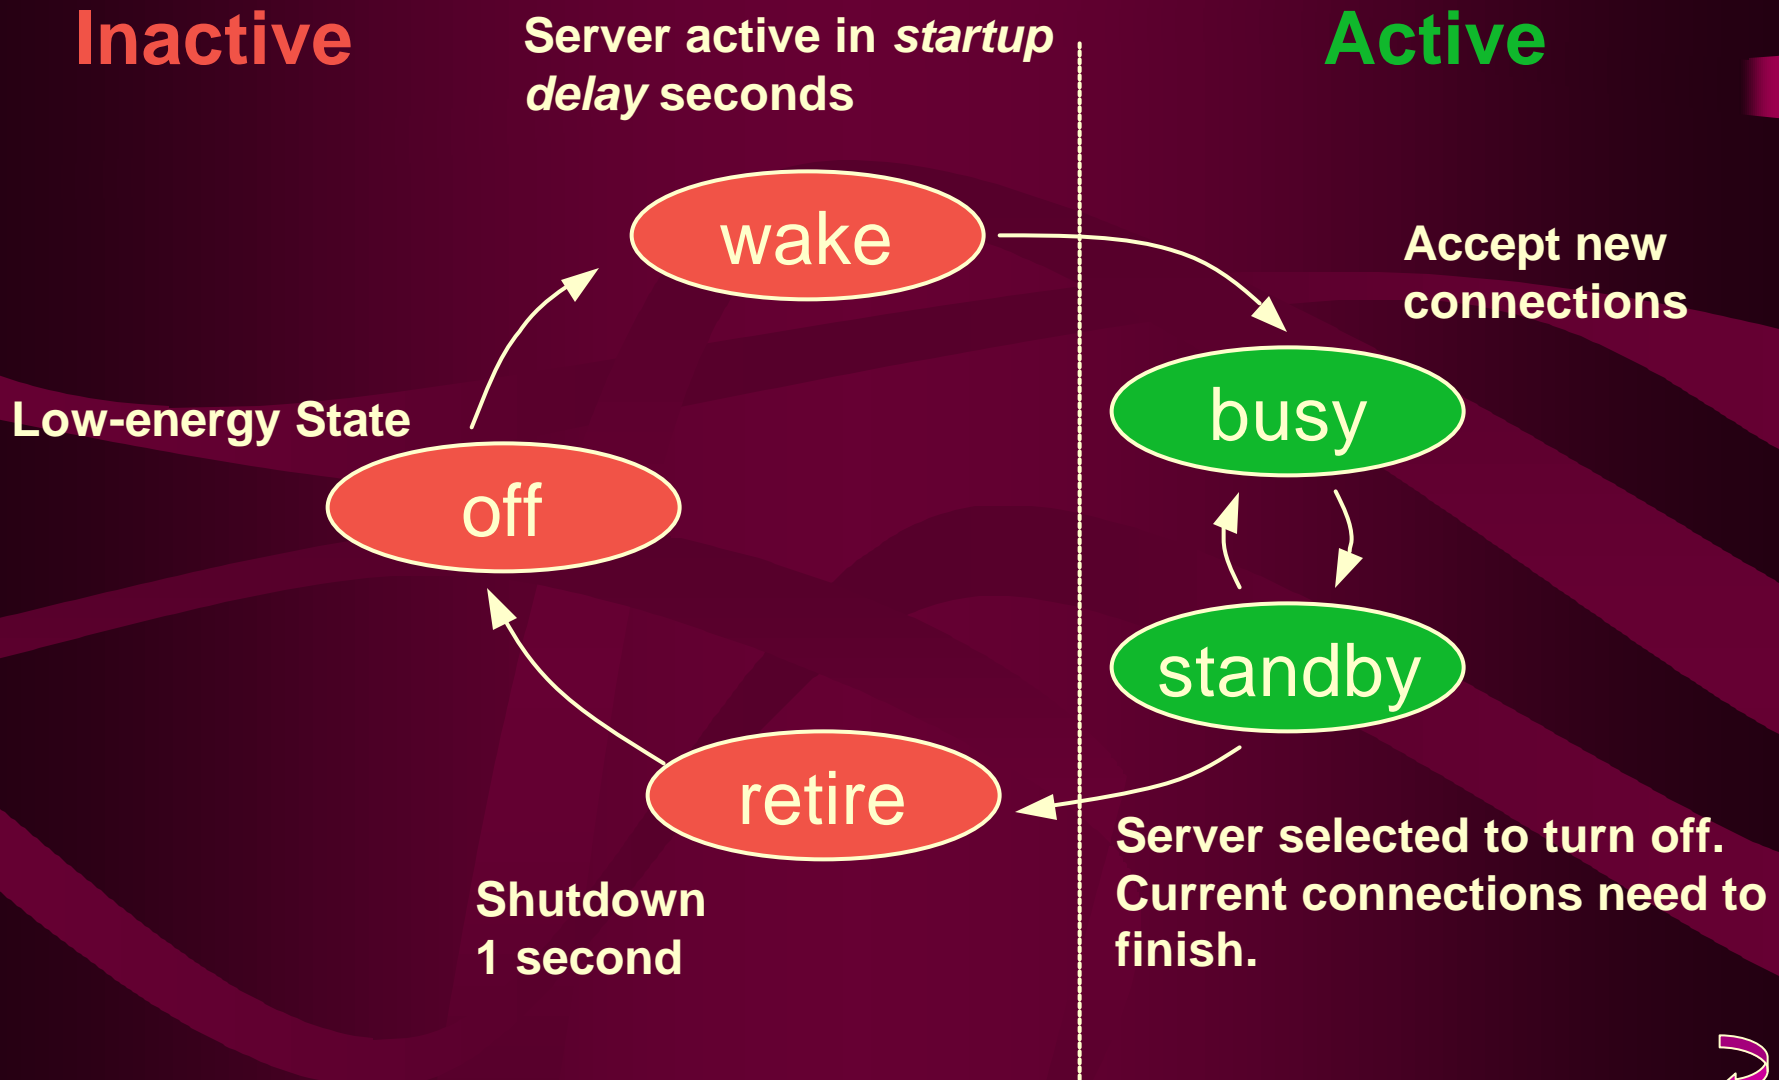 Inactive
Server active in startup
delay seconds
Active
wake
Accept new
connections
busy
Low-energy State
off
standby
retire
Server selected to turn off.
Current connections need to
finish.
Shutdown
1 second